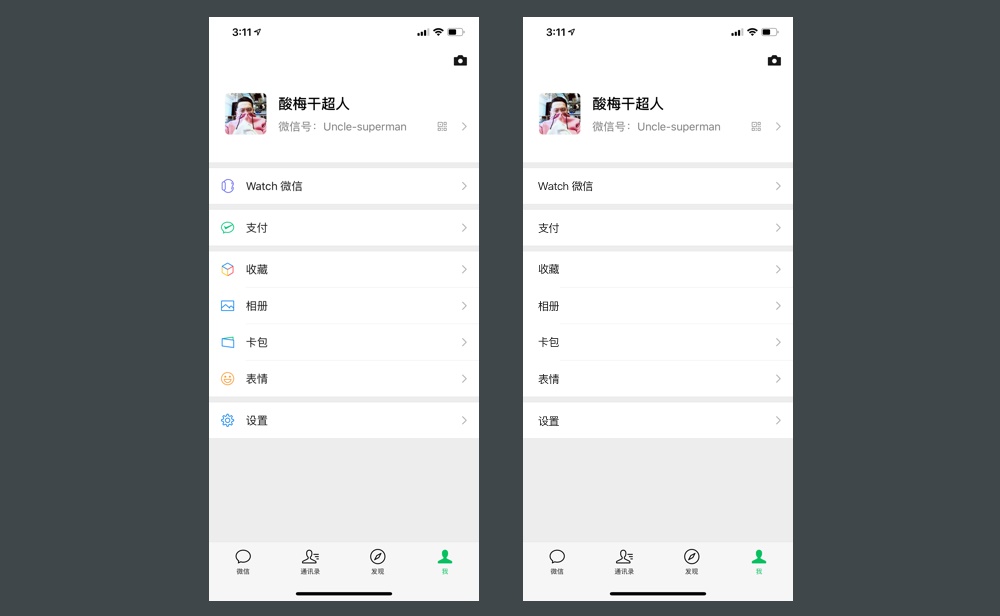 3:11
酸梅干超人
微信号：Uncle-superman
Watch 微信
支付
收藏
相册
卡包
表情
设置
微信
通讯录
发现
我
3:11
酸梅干超人
微信号：Uncle-superman
Watch 微信
支付
收藏
相册
卡包
表情
设置
微信
通讯录
发现
我